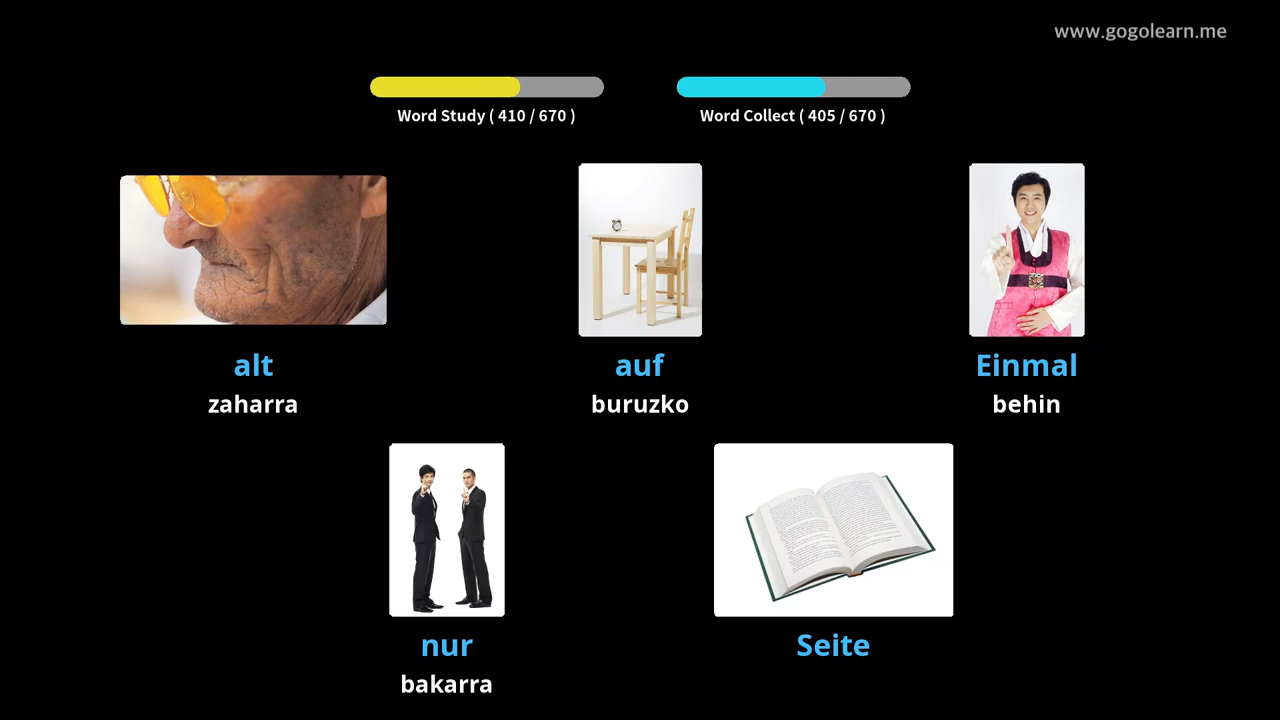 www.gogolearn.me
Word Study ( 410 / 670 )
Word Collect ( 405 / 670 )
alt
zaharra
auf
buruzko
Einmal
behin
nur
bakarra
Seite